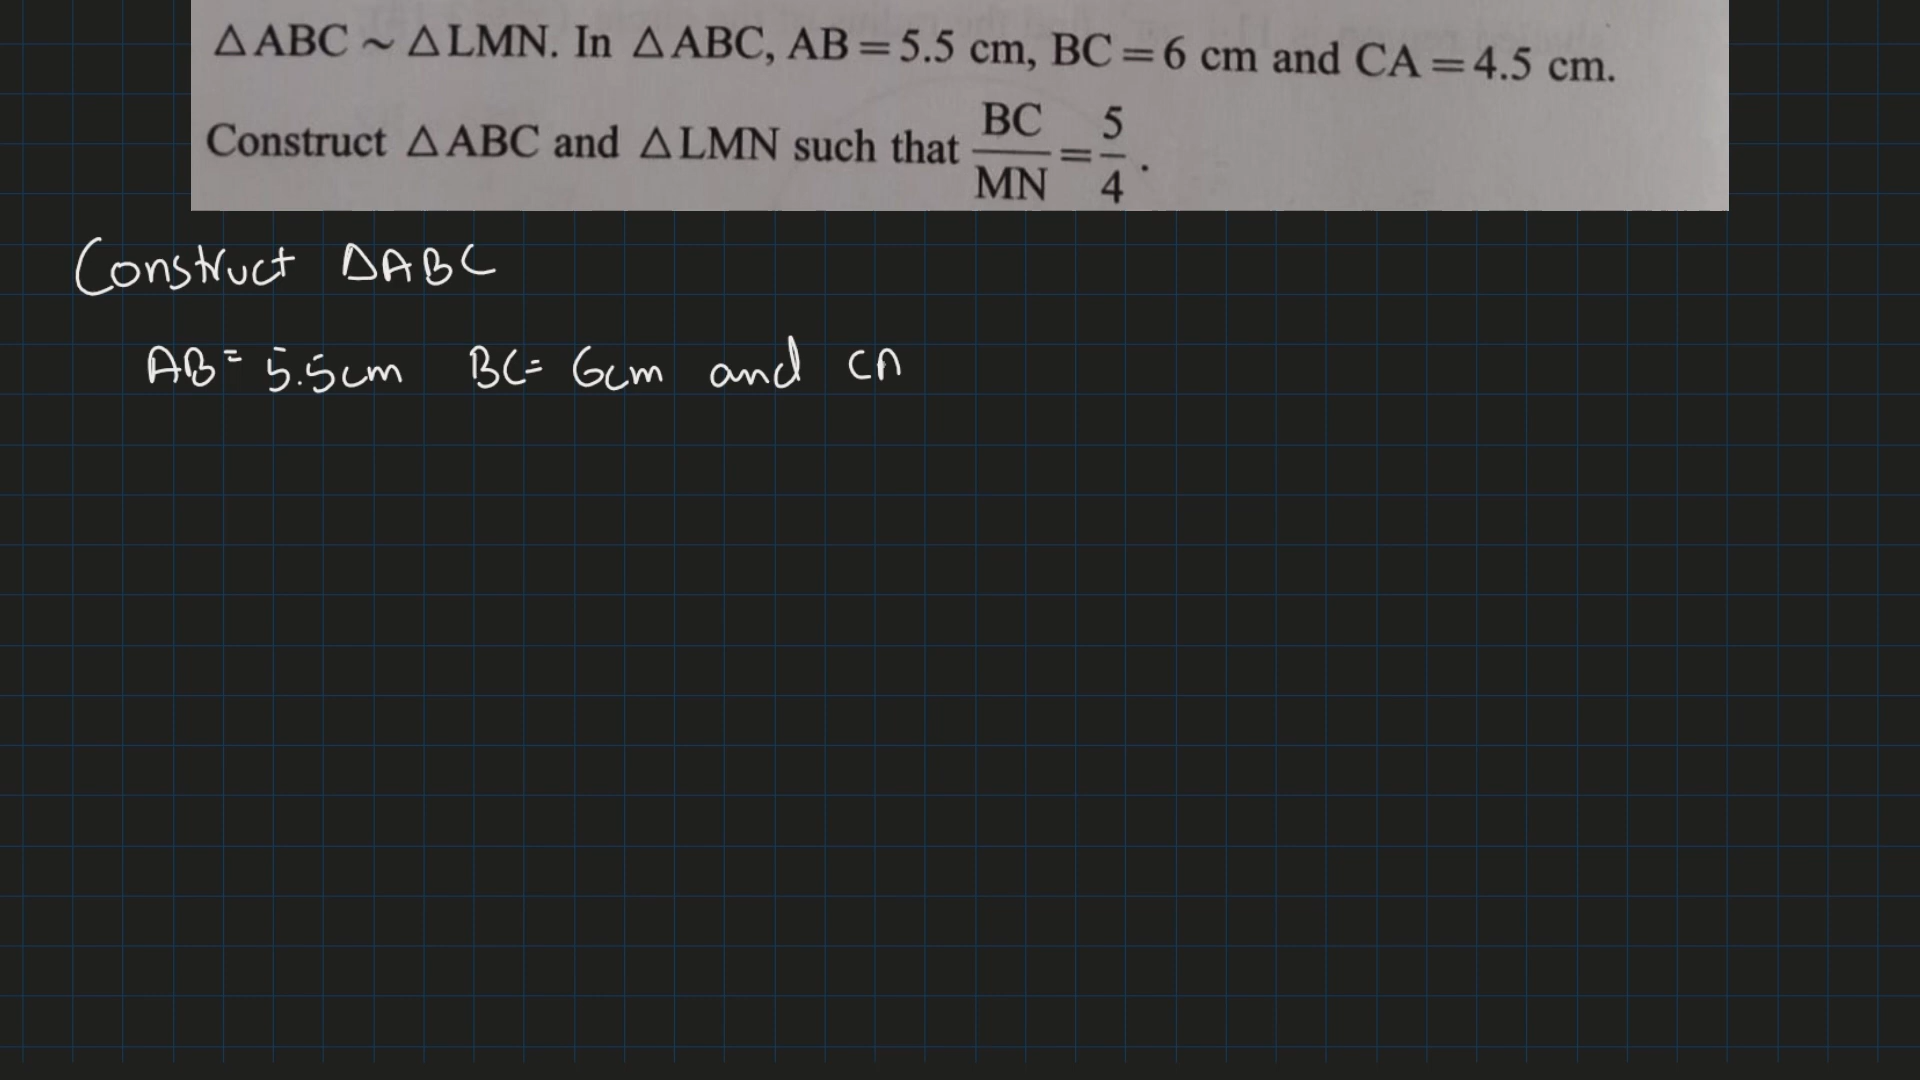 △ABC ~ △LMN. In △ABC, AB = 5.5 cm, BC = 6 cm and CA = 4.5 cm.
Construct △ABC and △LMN such that BC/MN = 5/4 .
Construct △ABC
AB = 5.5cm BC = 6cm and CA